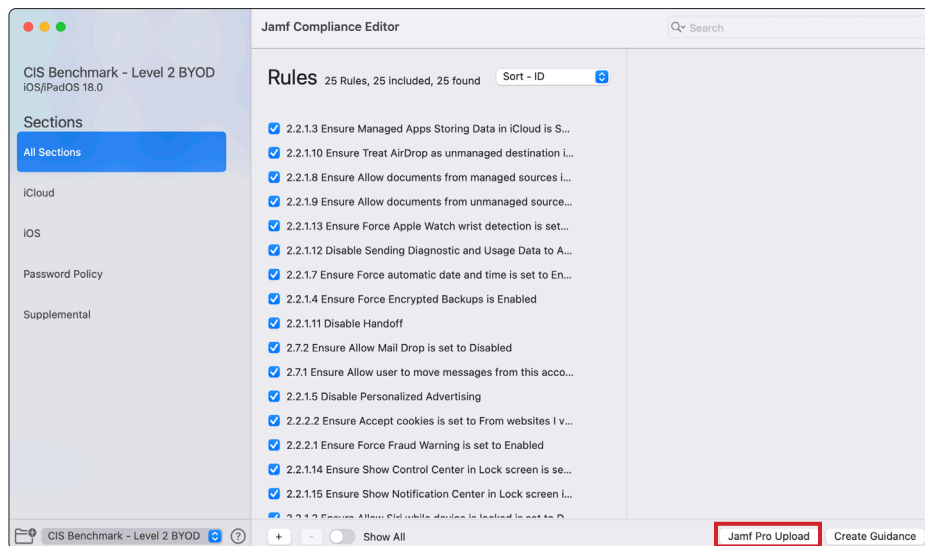 Jamf Compliance Editor
Search
CIS Benchmark - Level 2 BYOD
iOS/iPadOS 18.0
Sections
All Sections
iCloud
iOS
Password Policy
Supplemental
Rules 25 Rules, 25 included, 25 found
Sort - ID
2.2.1.3 Ensure Managed Apps Storing Data in iCloud is S...
2.2.1.10 Ensure Treat AirDrop as unmanaged destination i...
2.2.1.8 Ensure Allow documents from managed sources i...
2.2.1.9 Ensure Allow documents from unmanaged source...
2.2.1.13 Ensure Force Apple Watch wrist detection is set...
2.2.1.12 Disable Sending Diagnostic and Usage Data to A...
2.2.1.7 Ensure Force automatic date and time is set to En...
2.2.1.4 Ensure Force Encrypted Backups is Enabled
2.2.1.11 Disable Handoff
2.7.2 Ensure Allow Mail Drop is set to Disabled
2.7.1 Ensure Allow user to move messages from this acco...
2.2.1.5 Disable Personalized Advertising
2.2.2.2 Ensure Accept cookies is set to From websites I v...
2.2.2.1 Ensure Force Fraud Warning is set to Enabled
2.2.1.14 Ensure Show Control Center in Lock screen is se...
2.2.1.15 Ensure Show Notification Center in Lock screen i...
Ensure Allow Siri while device is locked is set to D...
CIS Benchmark - Level 2 BYOD
?
+
-
Show All
Jamf Pro Upload
Create Guidance